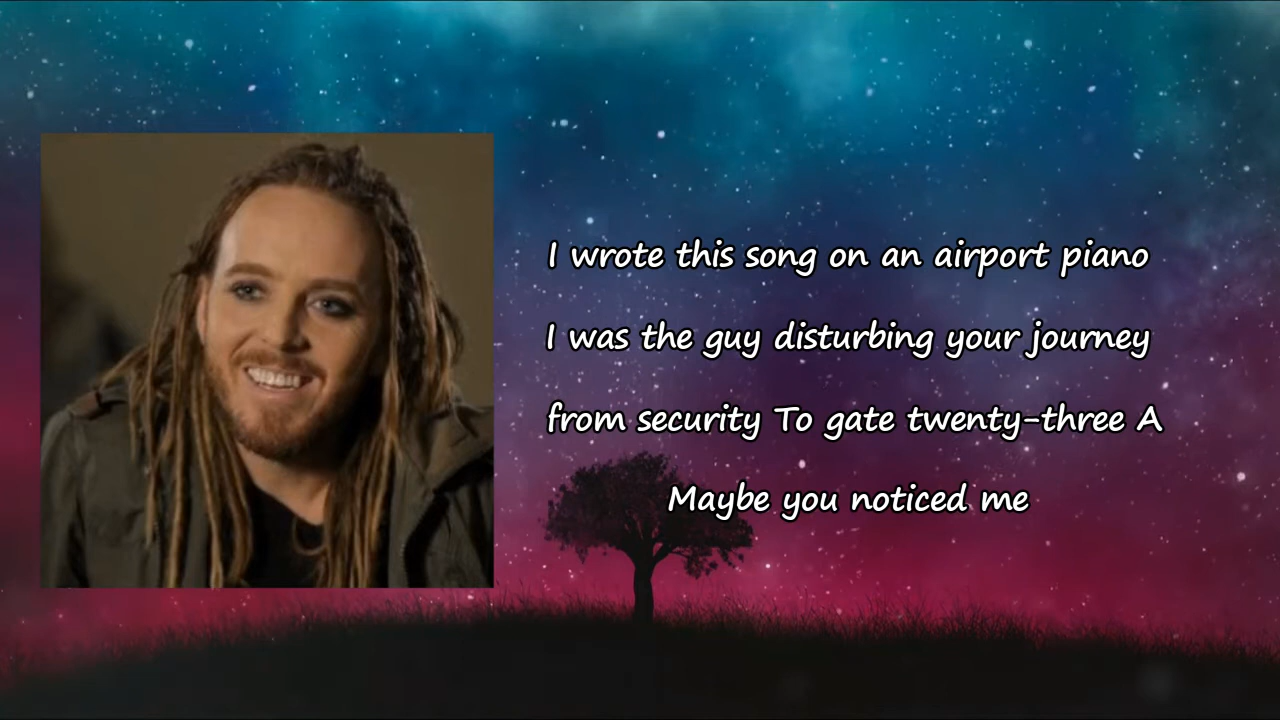 I wrote this song on an airport piano
I was the guy disturbing your journey
from security To gate twenty-three A
Maybe you noticed me